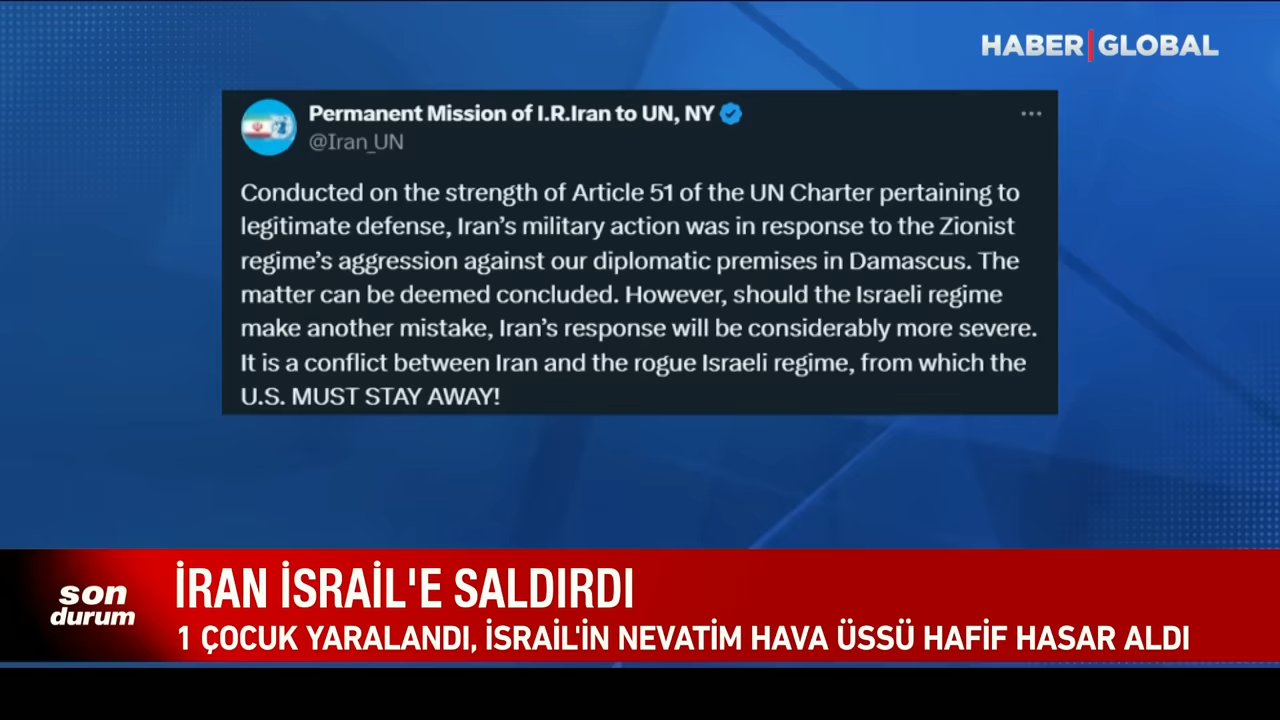 HABER GLOBAL
Permanent Mission of I.R.Iran to UN, NY
@Iran_UN
Conducted on the strength of Article 51 of the UN Charter pertaining to
legitimate defense, Iran’s military action was in response to the Zionist
regime’s aggression against our diplomatic premises in Damascus. The
matter can be deemed concluded. However, should the Israeli regime
make another mistake, Iran’s response will be considerably more severe.
It is a conflict between Iran and the rogue Israeli regime, from which the
U.S. MUST STAY AWAY!
son
durum
İRAN İSRAİL'E SALDIRDI
1 ÇOCUK YARALANDI, İSRAİL'İN NEVATİM HAVA ÜSSÜ HAFİF HASAR ALDI